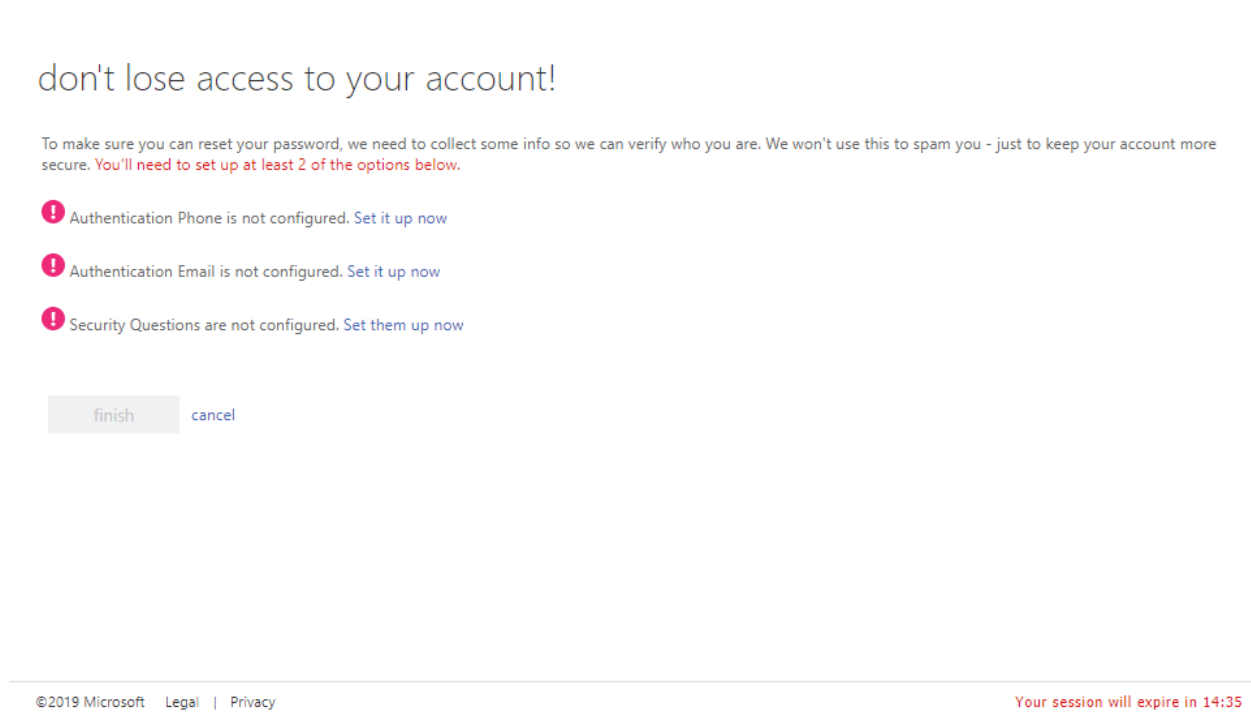 don't lose access to your account!
To make sure you can reset your password, we need to collect some info so we can verify who you are. We won't use this to spam you - just to keep your account more
secure. You'll need to set up at least 2 of the options below.
! Authentication Phone is not configured. Set it up now
! Authentication Email is not configured. Set it up now
! Security Questions are not configured. Set them up now
finish cancel
©2019 Microsoft Legal | Privacy Your session will expire in 14:35